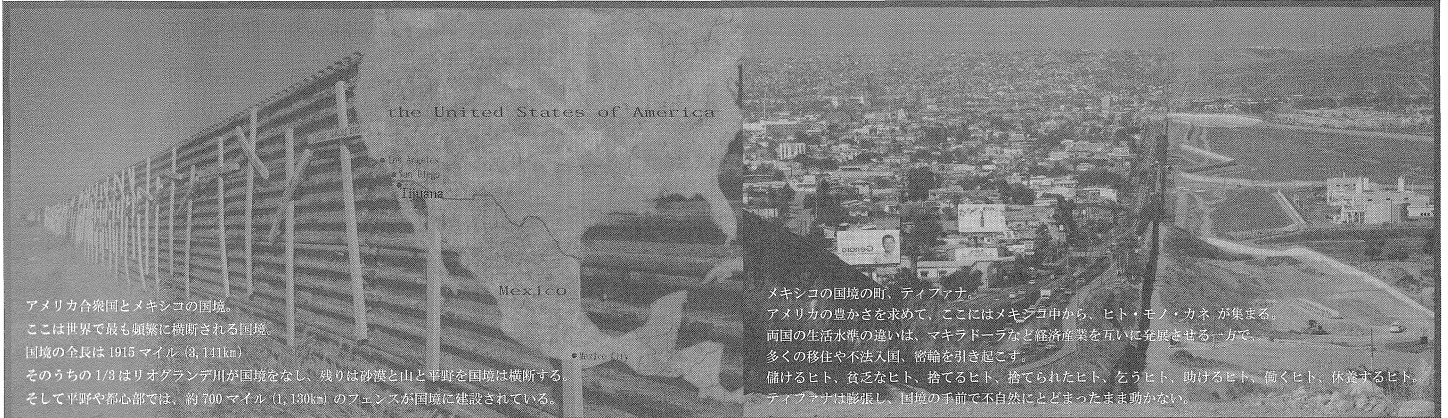 the United States of America
Los Angeles
San Diego
Tijuana
Mexico
Mexico City
アメリカ合衆国とメキシコの国境。
ここは世界で最も頻繁に横断される国境。
国境の全長は 1915 マイル (3,141km)
そのうちの 1/3 はリオグランデ川が国境をなし、残りは砂漠と山と平野を国境は横断する。
そして平野や都心部では、約 700 マイル (1,130km) のフェンスが国境に建設されている。
メキシコの国境の町、ティファナ。
アメリカの豊かさを求めて、ここにはメキシコ中から、ヒト・モノ・カネ が集まる。
両国の生活水準の違いは、マキラドーラなど経済産業を互いに発展させる一方で、
多くの移住や不法入国、密輸を引き起こす。
儲けるヒト、貧乏なヒト、捨てるヒト、捨てられたヒト、乞うヒト、助けるヒト、働くヒト、休養するヒト。
ティファナは膨張し、国境の手前で不自然にとどまったまま動かない。